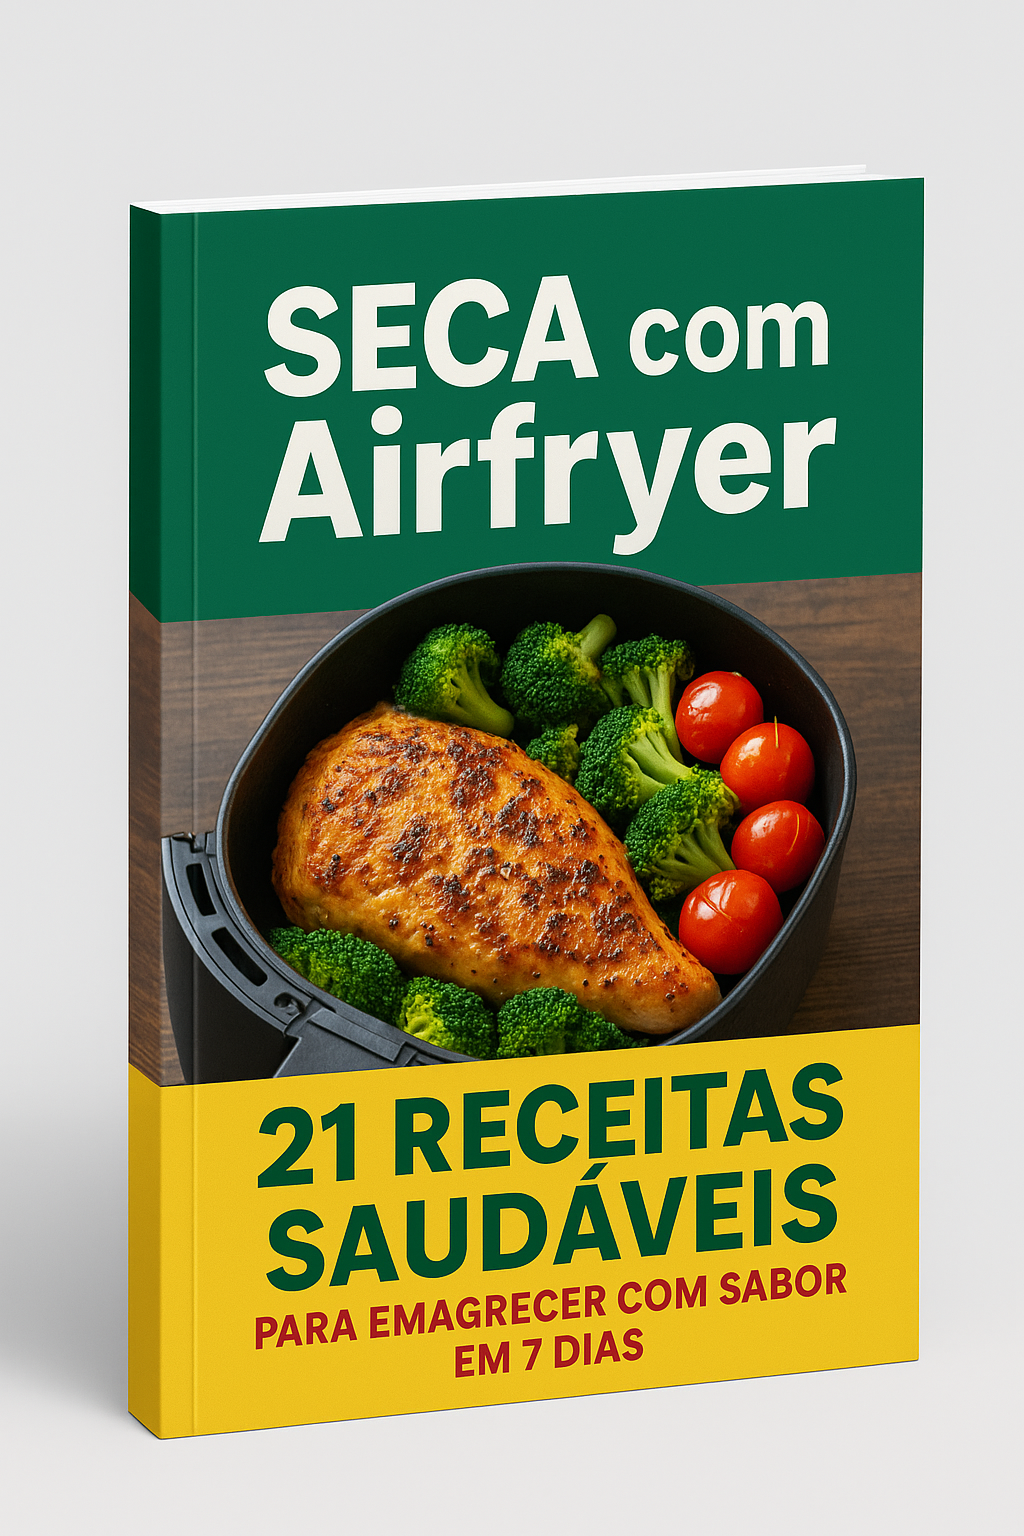 SECA com
Airfryer
21 RECEITAS
SAUDÁVEIS
PARA EMAGRECER COM SABOR
EM 7 DIAS